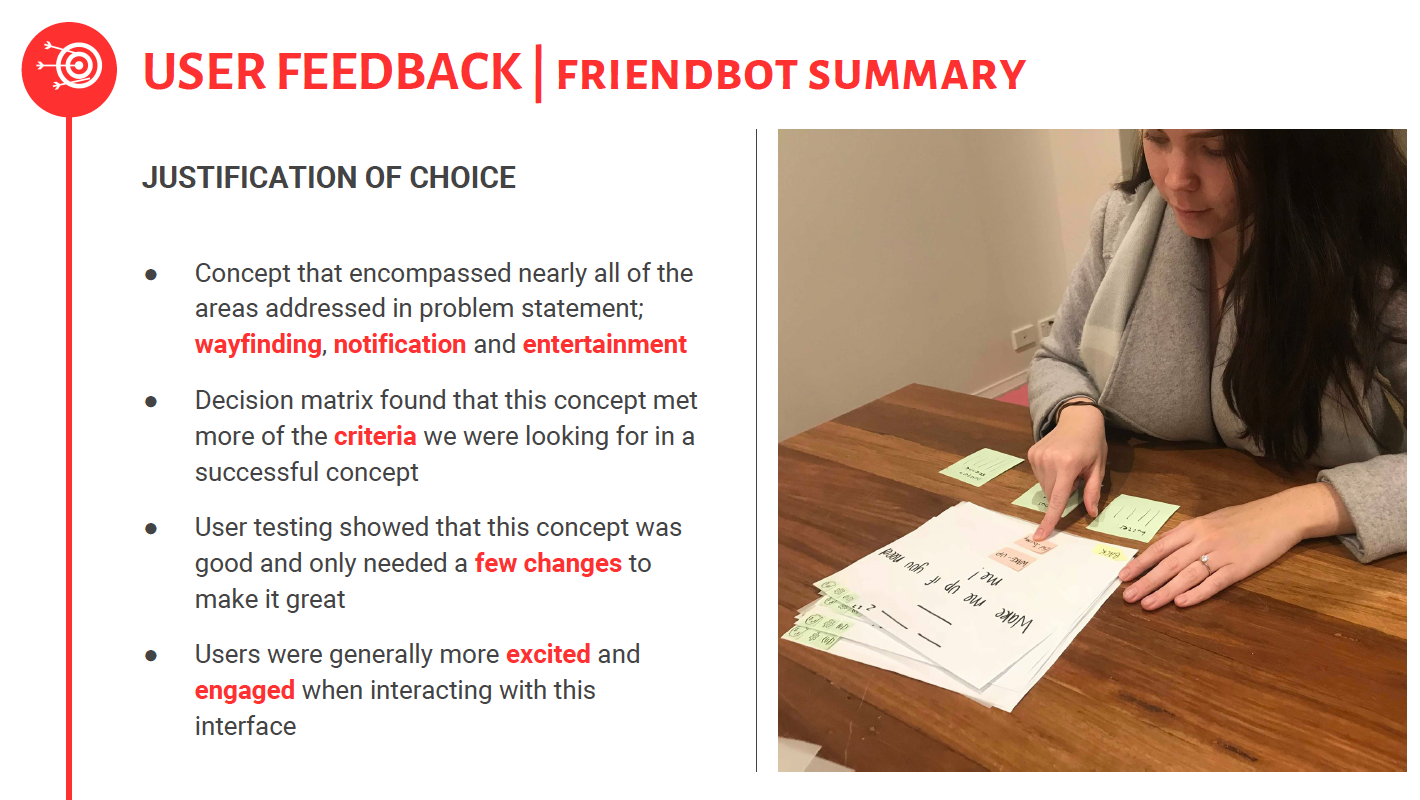 USER FEEDBACK | FRIENDBOT SUMMARY
JUSTIFICATION OF CHOICE
● Concept that encompassed nearly all of the
areas addressed in problem statement;
wayfinding, notification and entertainment
● Decision matrix found that this concept met
more of the criteria we were looking for in a
successful concept
● User testing showed that this concept was
good and only needed a few changes to
make it great
● Users were generally more excited and
engaged when interacting with this
interface
Back
Wake me up if you need
me!